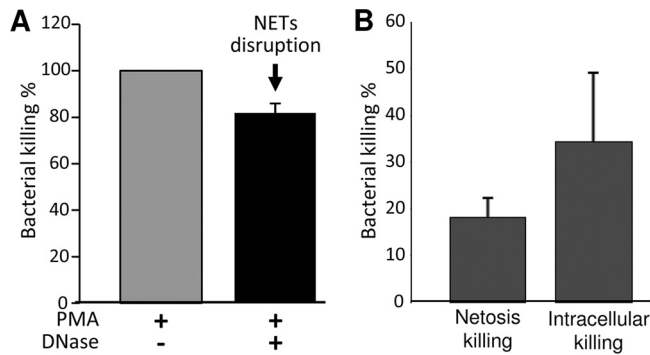 A
NETs
disruption
Bacterial killing %
120
100
80
60
40
20
0
PMA + +
DNase - +
B
Bacterial killing %
60
50
40
30
20
10
0
Netosis
killing
Intracellular
killing